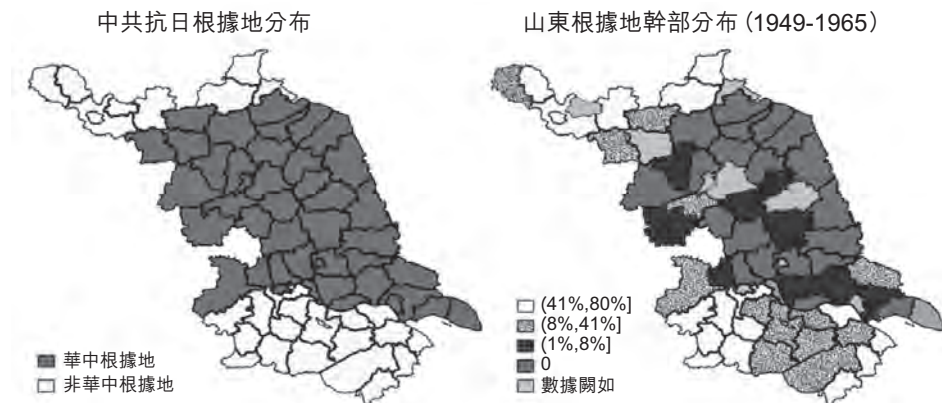 中共抗日根據地分布
山東根據地幹部分布(1949-1965)
華中根據地
非華中根據地
(41%,80%]
(8%,41%]
(1%,8%]
0
數據闕如